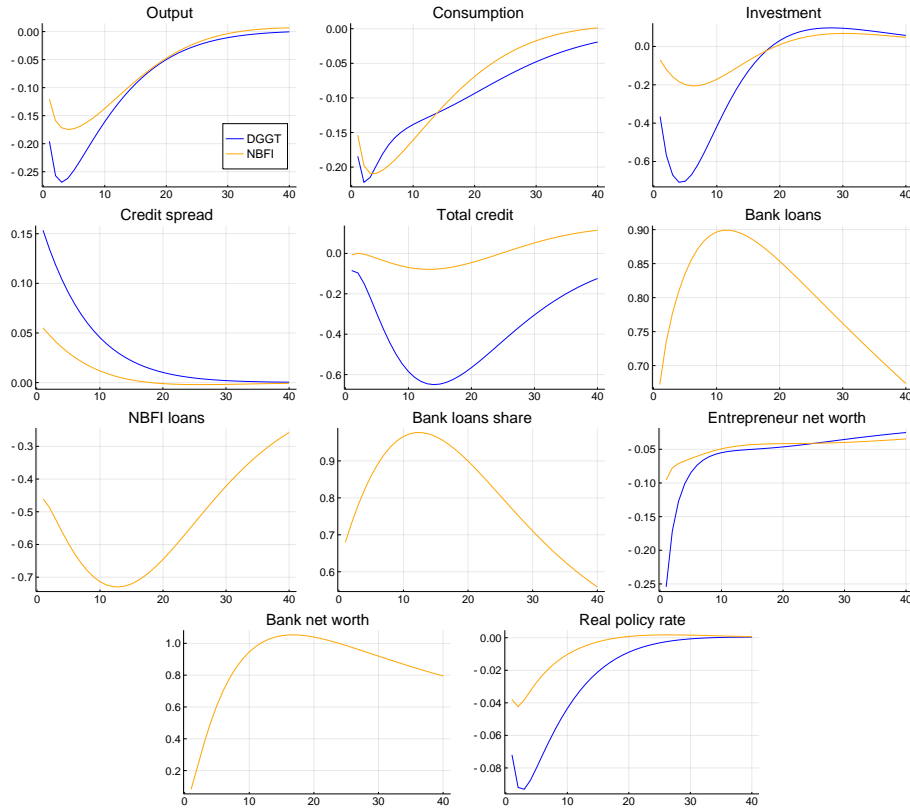 Output
Consumption
Investment
0.00
- 0.05
- 0.10
- 0.15
- 0.20
- 0.25
0 10 20 30 40
DGGT
NBFI
0.00
- 0.05
- 0.10
- 0.15
- 0.20
0 10 20 30 40
0.0
- 0.2
- 0.4
- 0.6
0 10 20 30 40
Credit spread
Total credit
Bank loans
0.15
0.10
0.05
0.00
0 10 20 30 40
0.0
- 0.2
- 0.4
- 0.6
0 10 20 30 40
0.90
0.85
0.80
0.75
0.70
0 10 20 30 40
NBFI loans
Bank loans share
Entrepreneur net worth
- 0.3
- 0.4
- 0.5
- 0.6
- 0.7
0 10 20 30 40
0.9
0.8
0.7
0.6
0 10 20 30 40
- 0.05
- 0.10
- 0.15
- 0.20
- 0.25
0 10 20 30 40
Bank net worth
Real policy rate
1.0
0.8
0.6
0.4
0.2
0 10 20 30 40
0.00
- 0.02
- 0.04
- 0.06
- 0.08
0 10 20 30 40